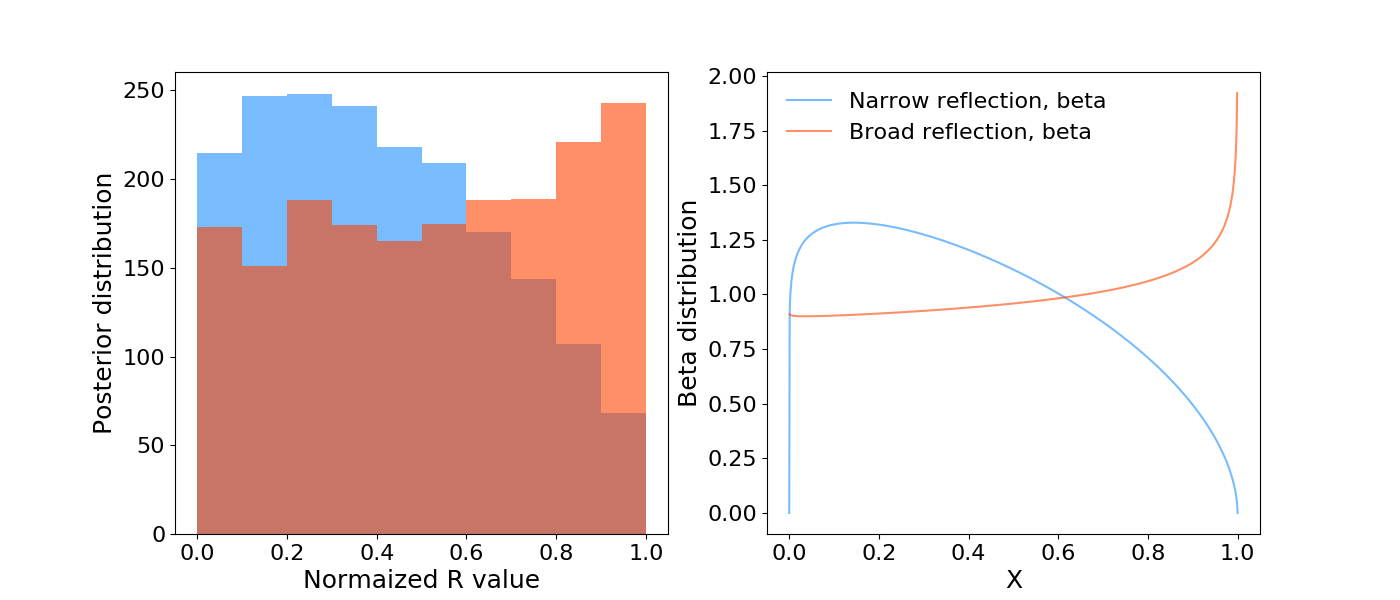 Posterior distribution
250
200
150
100
50
0
0.0 0.2 0.4 0.6 0.8 1.0
Normaized R value
Beta distribution
2.00
1.75
1.50
1.25
1.00
0.75
0.50
0.25
0.00
Narrow reflection, beta
Broad reflection, beta
0.0 0.2 0.4 0.6 0.8 1.0
X